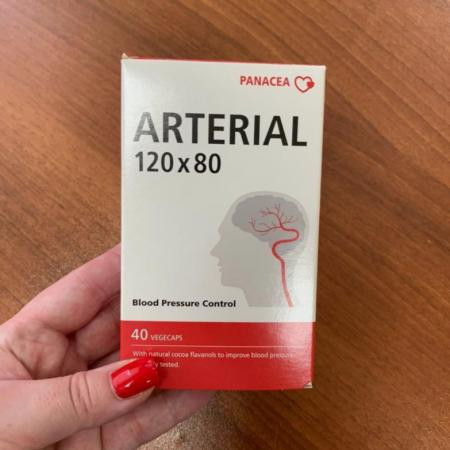 PANACEA
ARTERIAL
120 x 80
Blood Pressure Control
40 VEGECAPS
With natural cocoa flavanols to improve blood pressure
tested.